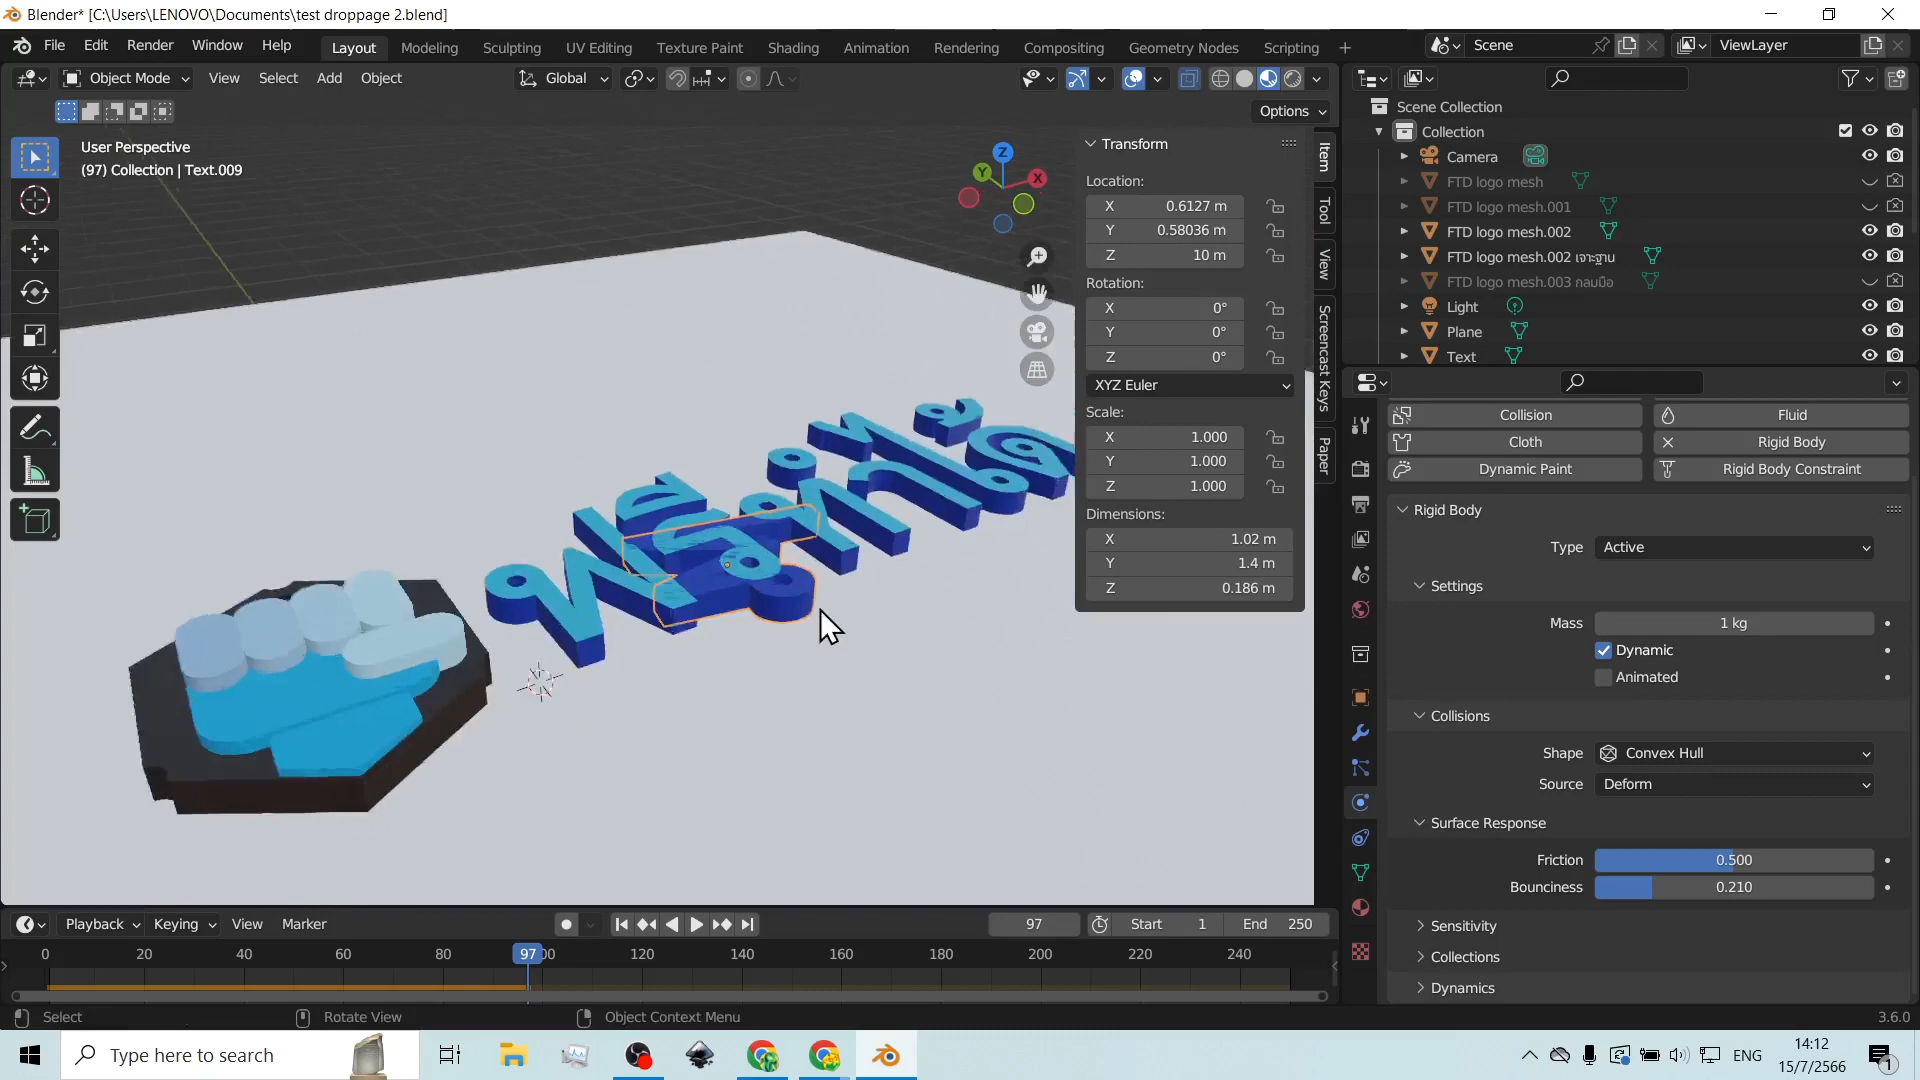 Blender* [C:\Users\LENOVO\Documents\test droppage 2.blend]
File Edit Render Window Help
Layout Modeling Sculpting UV Editing Texture Paint Shading Animation Rendering Compositing Geometry Nodes Scripting
Scene
ViewLayer
Object Mode View Select Add Object
Global
Options
User Perspective
(97) Collection | Text.009
Z
Y
X
Transform
Location:
X 0.6127 m
Y 0.58036 m
Z 10 m
Rotation:
X 0°
Y 0°
Z 0°
XYZ Euler
Scale:
X 1.000
Y 1.000
Z 1.000
Dimensions:
X 1.02 m
Y 1.4 m
Z 0.186 m
Item
Tool
View
Screencast Keys
Paper
Scene Collection
Collection
Camera
FTD logo mesh
FTD logo mesh.001
FTD logo mesh.002
FTD logo mesh.002 เจาะฐาน
FTD logo mesh.003 กลมมือ
Light
Plane
Text
Collision Fluid
Cloth Rigid Body
Dynamic Paint Rigid Body Constraint
Rigid Body
Type Active
Settings
Mass 1 kg
Dynamic
Animated
Collisions
Shape Convex Hull
Source Deform
Surface Response
Friction 0.500
Bounciness 0.210
Sensitivity
Collections
Dynamics
Playback Keying View Marker
97 Start 1 End 250
0 20 40 60 80 97 120 140 160 180 200 220 240
Select Rotate View Object Context Menu 3.6.0
Type here to search
ENG
14:12
15/7/2566
1